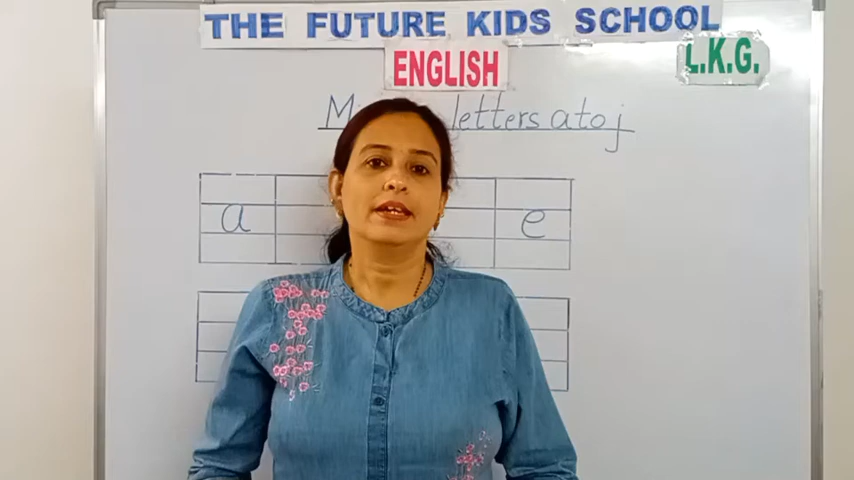 THE FUTURE KIDS SCHOOL
ENGLISH
L.K.G.
letters a to j
a e